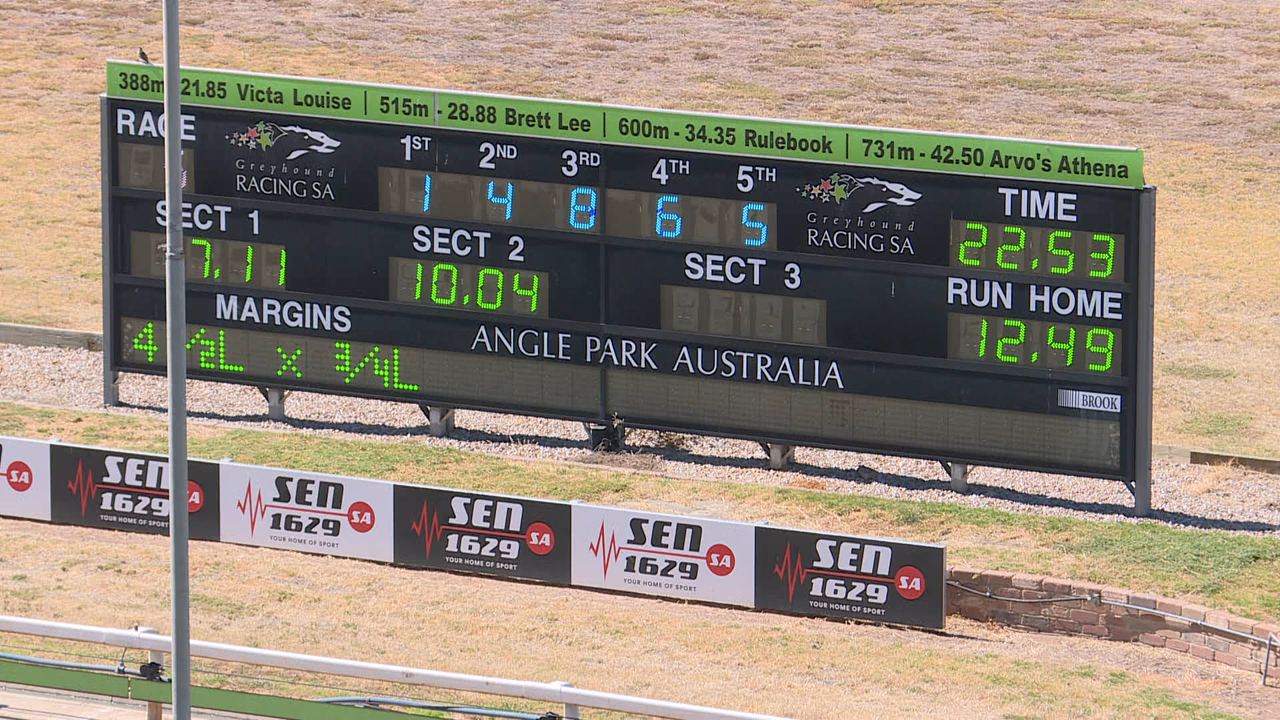 388m 21.85 Victa Louise | 515m - 28.88 Brett Lee | 600m - 34.35 Rulebook | 731m - 42.50 Arvo's Athena
RACE
Greyhound
RACING SA
1ST 2ND 3RD 4TH 5TH
1 4 8 6 5
Greyhound
RACING SA
TIME
22.53
SECT 1
7.11
SECT 2
10.04
SECT 3
RUN HOME
12.49
MARGINS
4 1/2L x 3/4L
ANGLE PARK AUSTRALIA
BROOK
SA
SEN
1629 SA
YOUR HOME OF SPORT
SEN
1629 SA
YOUR HOME OF SPORT
SEN
1629 SA
YOUR HOME OF SPORT
SEN
1629 SA
YOUR HOME OF SPORT
SEN
1629 SA
YOUR HOME OF SPORT